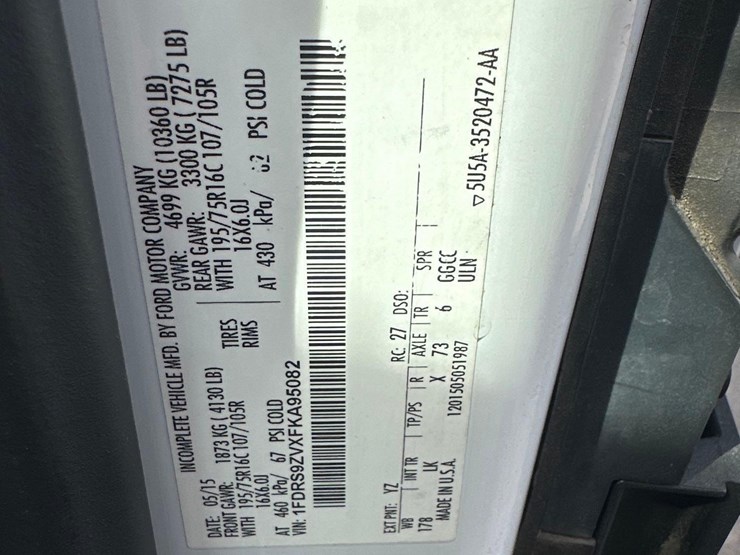 INCOMPLETE VEHICLE MFD. BY FORD MOTOR COMPANY
DATE: 05/15 GVWR: 4699 KG (10360 LB)
FRONT GAWR: 1873 KG (4130 LB) REAR GAWR: 3300 KG (7275 LB)
WITH 195/75R16C 107/105R TIRES WITH 195/75R16C 107/105R
16X6.0J RIMS 16X6.0J
AT 460 kPa/ 67 PSI COLD AT 430 kPa/ 62 PSI COLD
VIN: 1FDRS9ZVXFKA95082
EXT PNT: YZ RC: 27 DSO:
WB INT TR TP/PS R AXLE TR SPR
178 LK X 73 6 GGCC
MADE IN U.S.A. 1201505051987 ULN
▽5U5A-3520472-AA